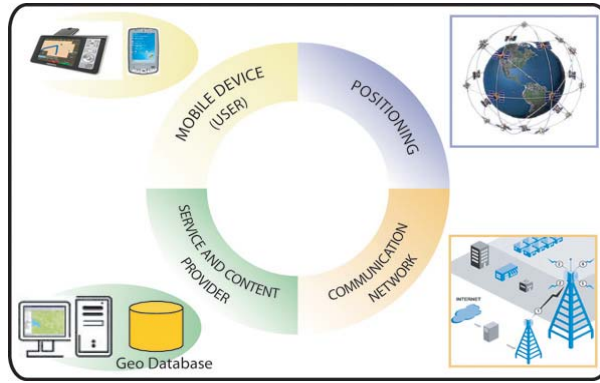 MOBILE DEVICE
(USER)
POSITIONING
SERVICE AND CONTENT
PROVIDER
COMMUNICATION
NETWORK
INTERNET
Geo Database